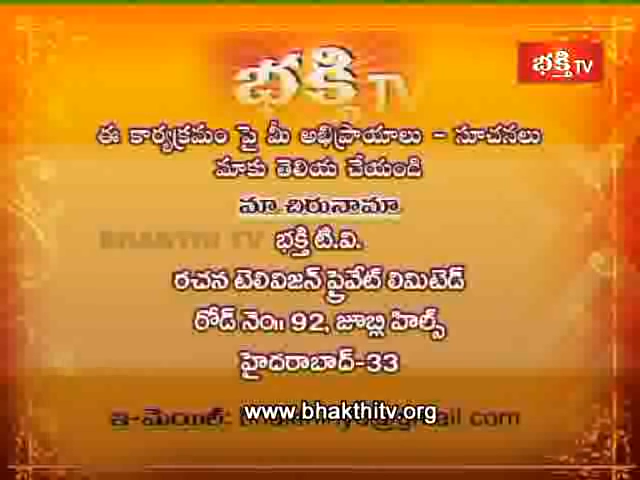 భక్తి TV
భక్తి TV
ఈ కార్యక్రమం పై మీ అభిప్రాయాలు - సూచనలు
మాకు తెలియ చేయండి
మా చిరునామా
BHAKTHI TV
భక్తి టి.వి.
రచన టెలివిజన్ ప్రైవేట్ లిమిటెడ్
రోడ్ నెం॥ 92, జూబ్లి హిల్స్
హైదరాబాద్-33
www.bhakthitv.org
ఇ-మెయిల్: